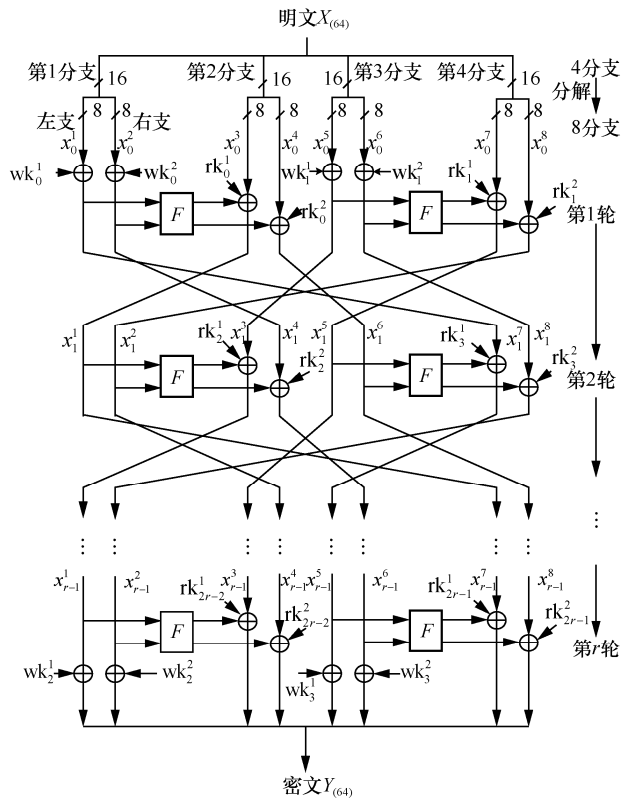 明文X(64)
第1分支 第2分支 第3分支 第4分支 4分支
16 16 16 16 分解
8 8 8 8 8 8 8 8 8分支
左支 右支
x₀¹ x₀² x₀³ x₀⁴ x₀⁵ x₀⁶ x₀⁷ x₀⁸
wk₀¹ wk₀² rk₀¹ wk₁¹ wk₁² rk₁¹
F rk₀² F rk₁² 第1轮
x₁¹ x₁² rk₂¹ x₁³ x₁⁴ x₁⁵ x₁⁶ rk₃¹ x₁⁷ x₁⁸
F rk₂² F rk₃² 第2轮
⋮ ⋮ ⋮ ⋮ ⋮
xᵣ₋₁¹ xᵣ₋₁² rk₂ᵣ₋₂¹ xᵣ₋₁³ xᵣ₋₁⁴ xᵣ₋₁⁵ xᵣ₋₁⁶ rk₂ᵣ₋₁¹ xᵣ₋₁⁷ xᵣ₋₁⁸
F rk₂ᵣ₋₂² F rk₂ᵣ₋₁² 第r轮
wk₂¹ wk₂² wk₃¹ wk₃²
密文Y(64)